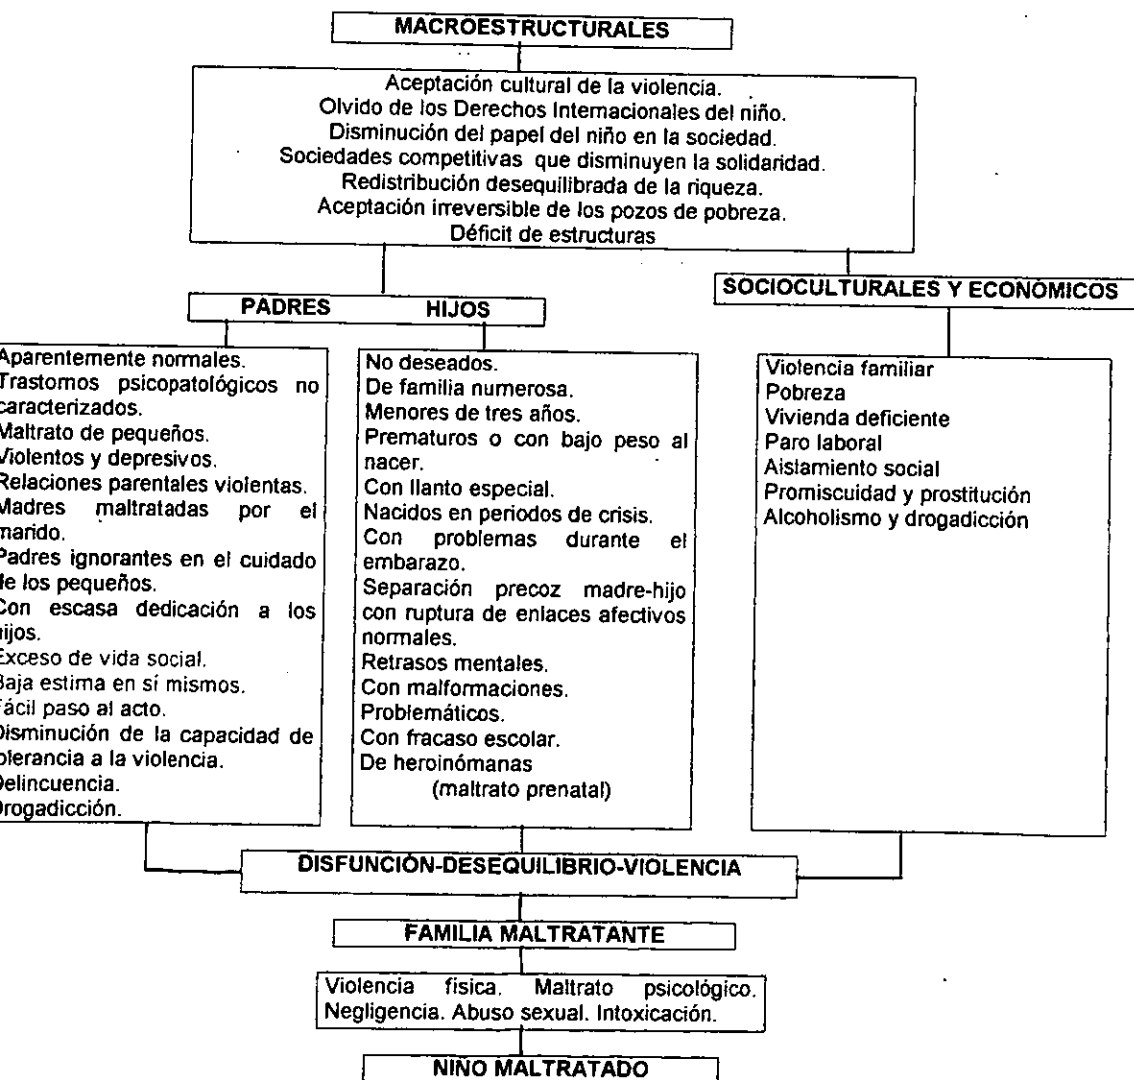 MACROESTRUCTURALES
Aceptación cultural de la violencia.
Olvido de los Derechos Internacionales del niño.
Disminución del papel del niño en la sociedad.
Sociedades competitivas que disminuyen la solidaridad.
Redistribución desequilibrada de la riqueza.
Aceptación irreversible de los pozos de pobreza.
Déficit de estructuras
PADRES HIJOS
SOCIOCULTURALES Y ECONÓMICOS
Aparentemente normales.
Trastornos psicopatológicos no
caracterizados.
Maltrato de pequeños.
Violentos y depresivos.
Relaciones parentales violentas.
Madres maltratadas por el
marido.
Padres ignorantes en el cuidado
de los pequeños.
Con escasa dedicación a los
hijos.
Exceso de vida social.
Baja estima en sí mismos.
Fácil paso al acto.
Disminución de la capacidad de
tolerancia a la violencia.
Delincuencia.
Drogadicción.
No deseados.
De familia numerosa.
Menores de tres años.
Prematuros o con bajo peso al
nacer.
Con llanto especial.
Nacidos en periodos de crisis.
Con problemas durante el
embarazo.
Separación precoz madre-hijo
con ruptura de enlaces afectivos
normales.
Retrasos mentales.
Con malformaciones.
Problemáticos.
Con fracaso escolar.
De heroinómanas
(maltrato prenatal)
Violencia familiar
Pobreza
Vivienda deficiente
Paro laboral
Aislamiento social
Promiscuidad y prostitución
Alcoholismo y drogadicción
DISFUNCIÓN-DESEQUILIBRIO-VIOLENCIA
FAMILIA MALTRATANTE
Violencia física. Maltrato psicológico.
Negligencia. Abuso sexual. Intoxicación.
NIÑO MALTRATADO